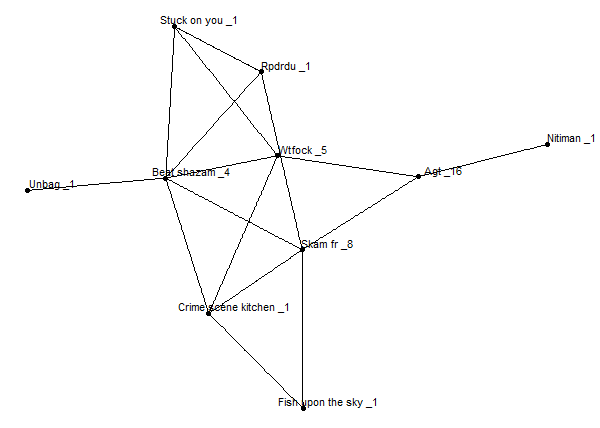 Stuck on you _1
Rpdrdu _1
Nitiman _1
Wtfock _5
Beat shazam _4
Agt _16
Unbag _1
Skam fr _8
Crime scene kitchen _1
Fish upon the sky _1